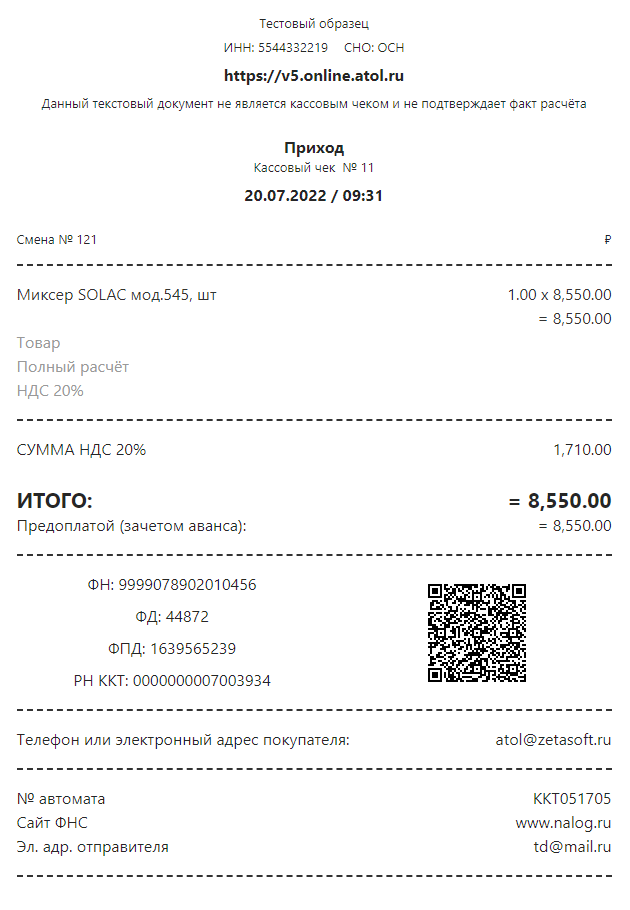 Тестовый образец
ИНН: 5544332219 СНО: ОСН
https://v5.online.atol.ru
Данный текстовый документ не является кассовым чеком и не подтверждает факт расчёта
Приход
Кассовый чек № 11
20.07.2022 / 09:31
Смена № 121 ₽
Миксер SOLAC мод.545, шт 1.00 x 8,550.00
= 8,550.00
Товар
Полный расчёт
НДС 20%
СУММА НДС 20% 1,710.00
ИТОГО: = 8,550.00
Предоплатой (зачетом аванса): = 8,550.00
ФН: 9999078902010456
ФД: 44872
ФПД: 1639565239
РН ККТ: 0000000007003934
Телефон или электронный адрес покупателя: atol@zetasoft.ru
№ автомата ККТ051705
Сайт ФНС www.nalog.ru
Эл. адр. отправителя td@mail.ru